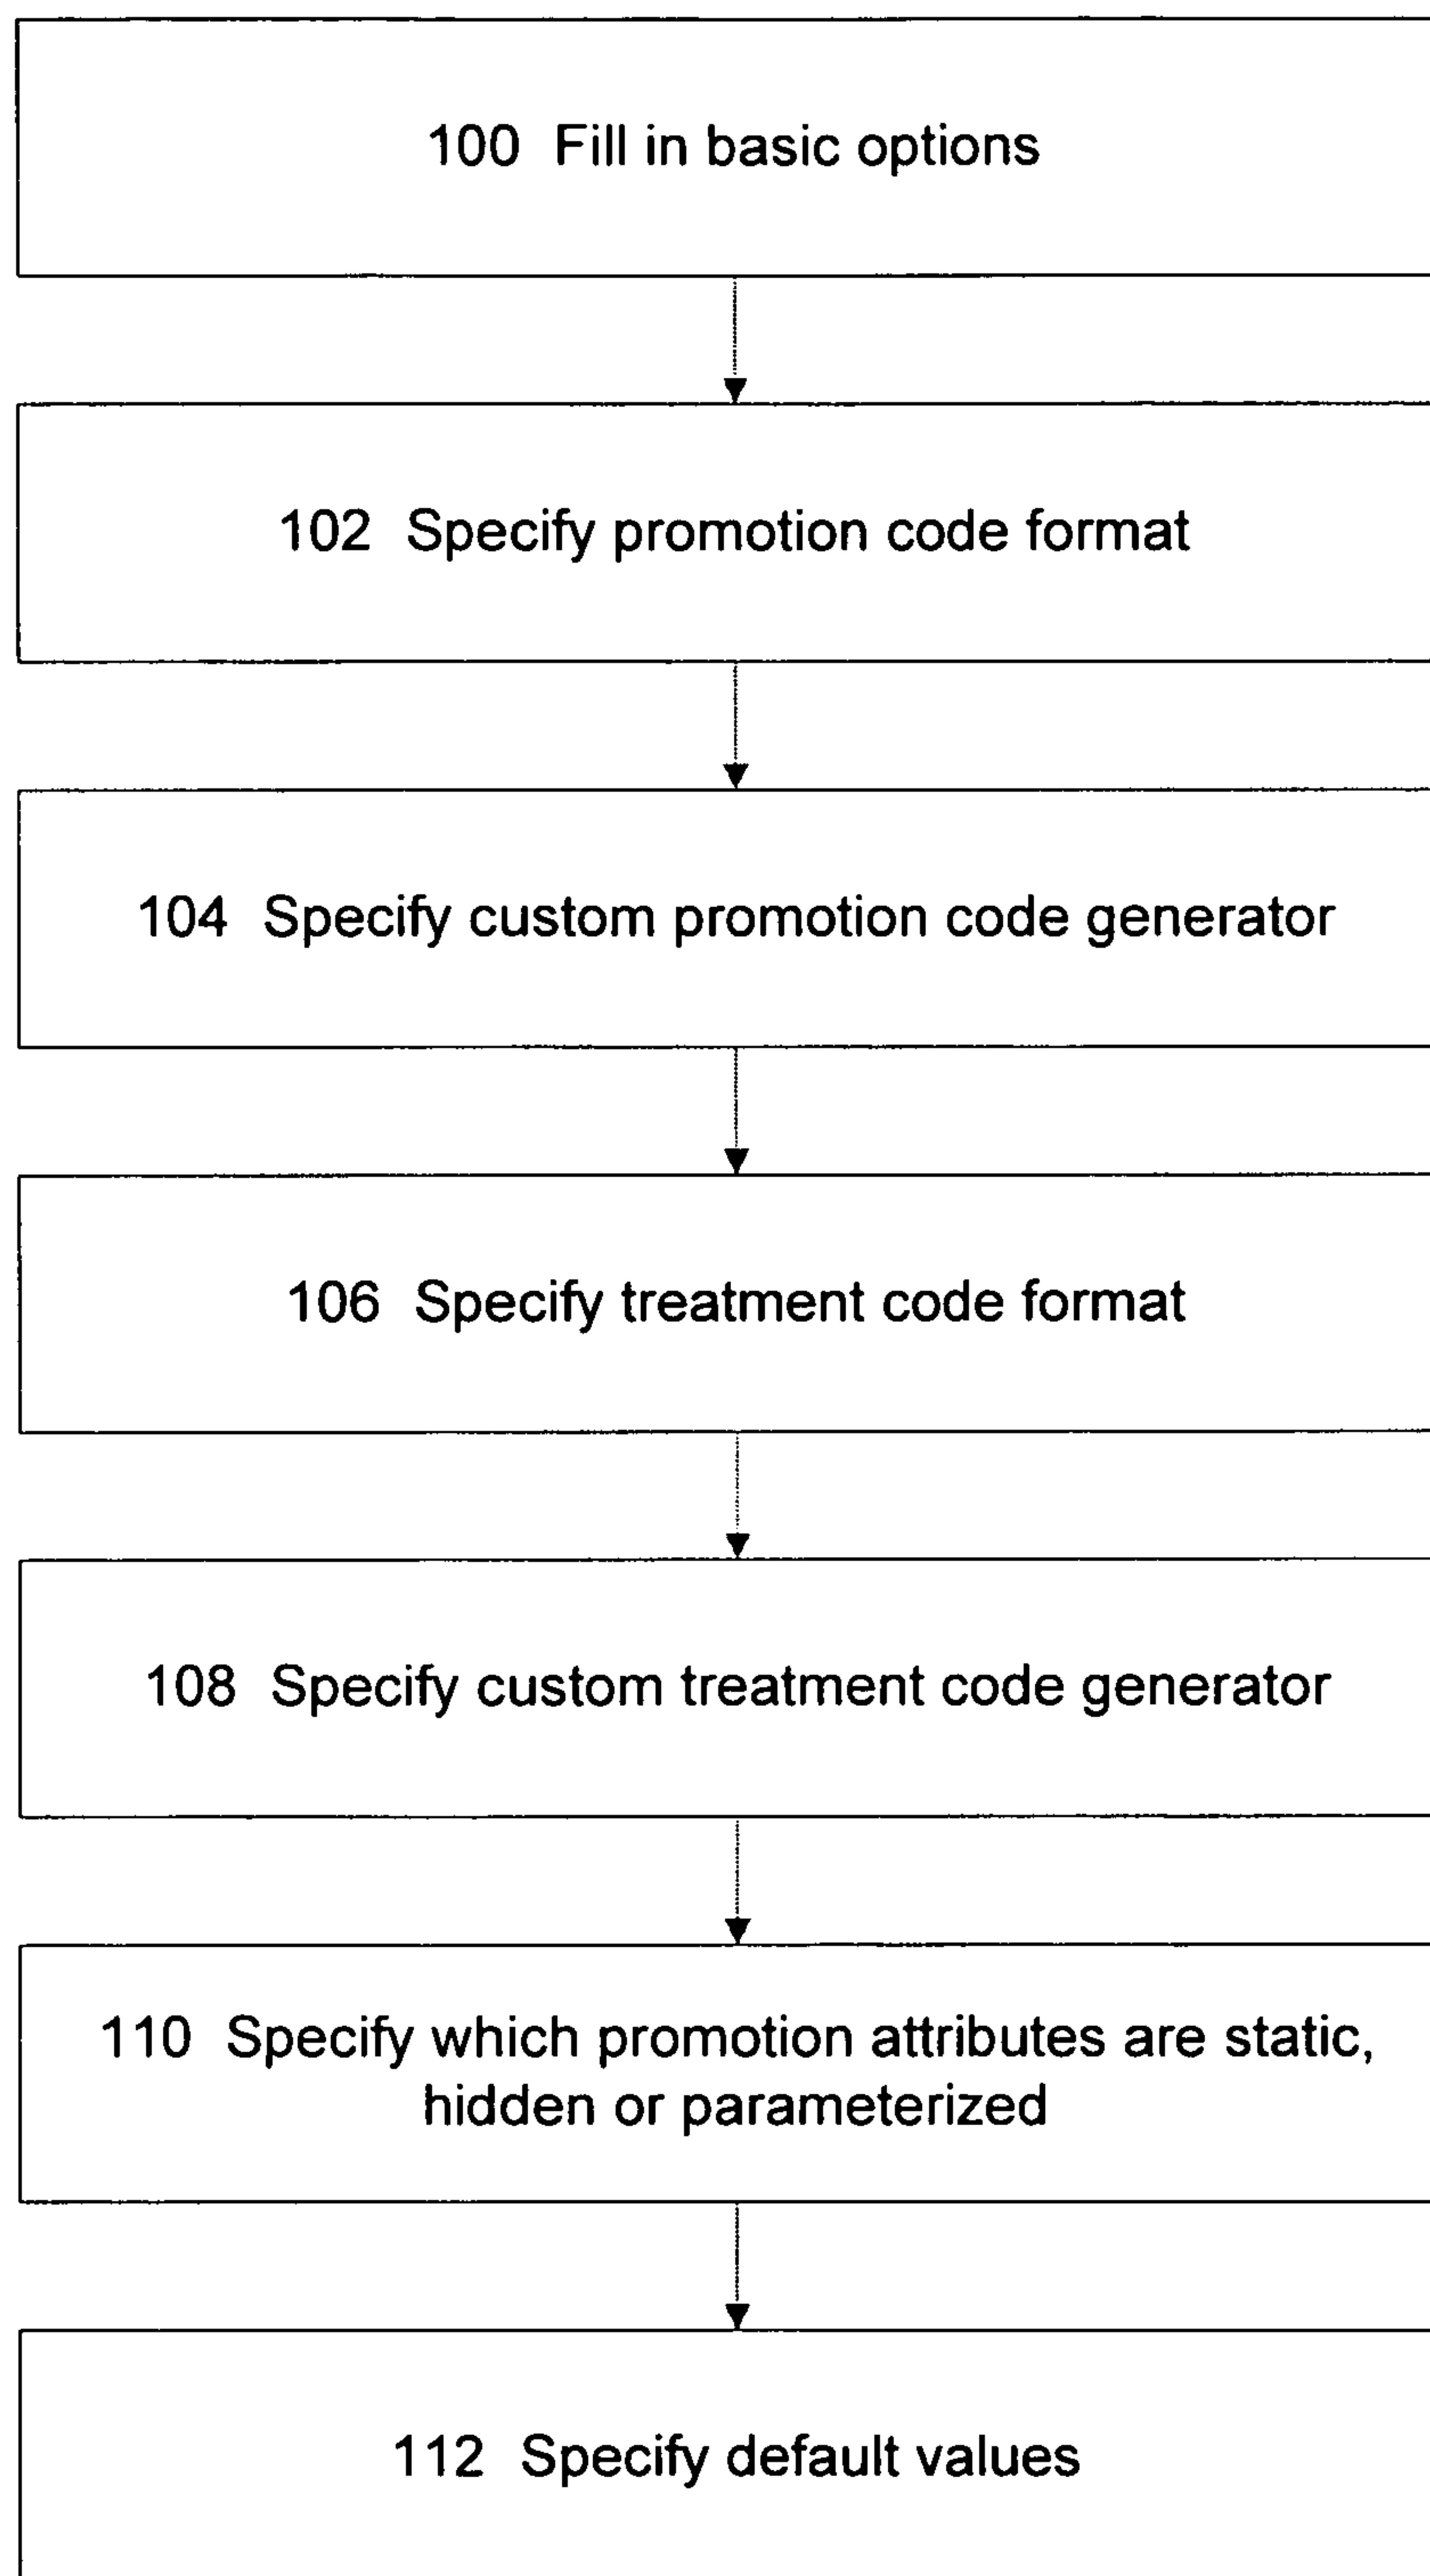 100 Fill in basic options
102 Specify promotion code format
104 Specify custom promotion code generator
106 Specify treatment code format
108 Specify custom treatment code generator
110 Specify which promotion attributes are static,
hidden or parameterized
112 Specify default values